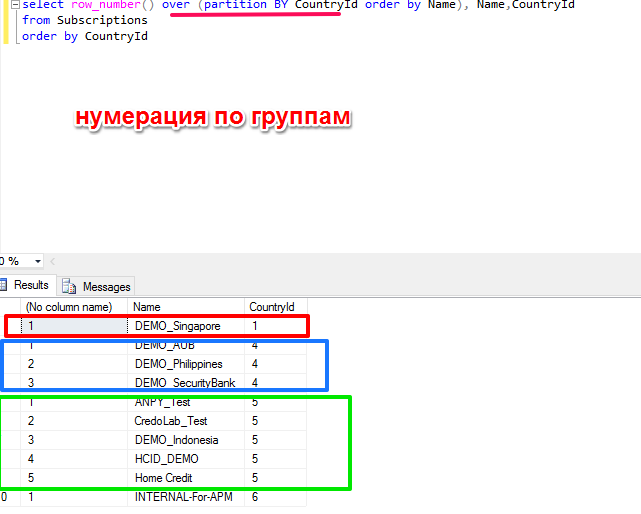 select row_number() over (partition BY CountryId order by Name), Name,CountryId
from Subscriptions
order by CountryId
нумерация по группам
0 %
Results Messages
(No column name) Name CountryId
1 DEMO_Singapore 1
1 DEMO_AUB 4
2 DEMO_Philippines 4
3 DEMO_SecurityBank 4
1 ANPY_Test 5
2 CredoLab_Test 5
3 DEMO_Indonesia 5
4 HCID_DEMO 5
5 Home Credit 5
0 1 INTERNAL-For-APM 6